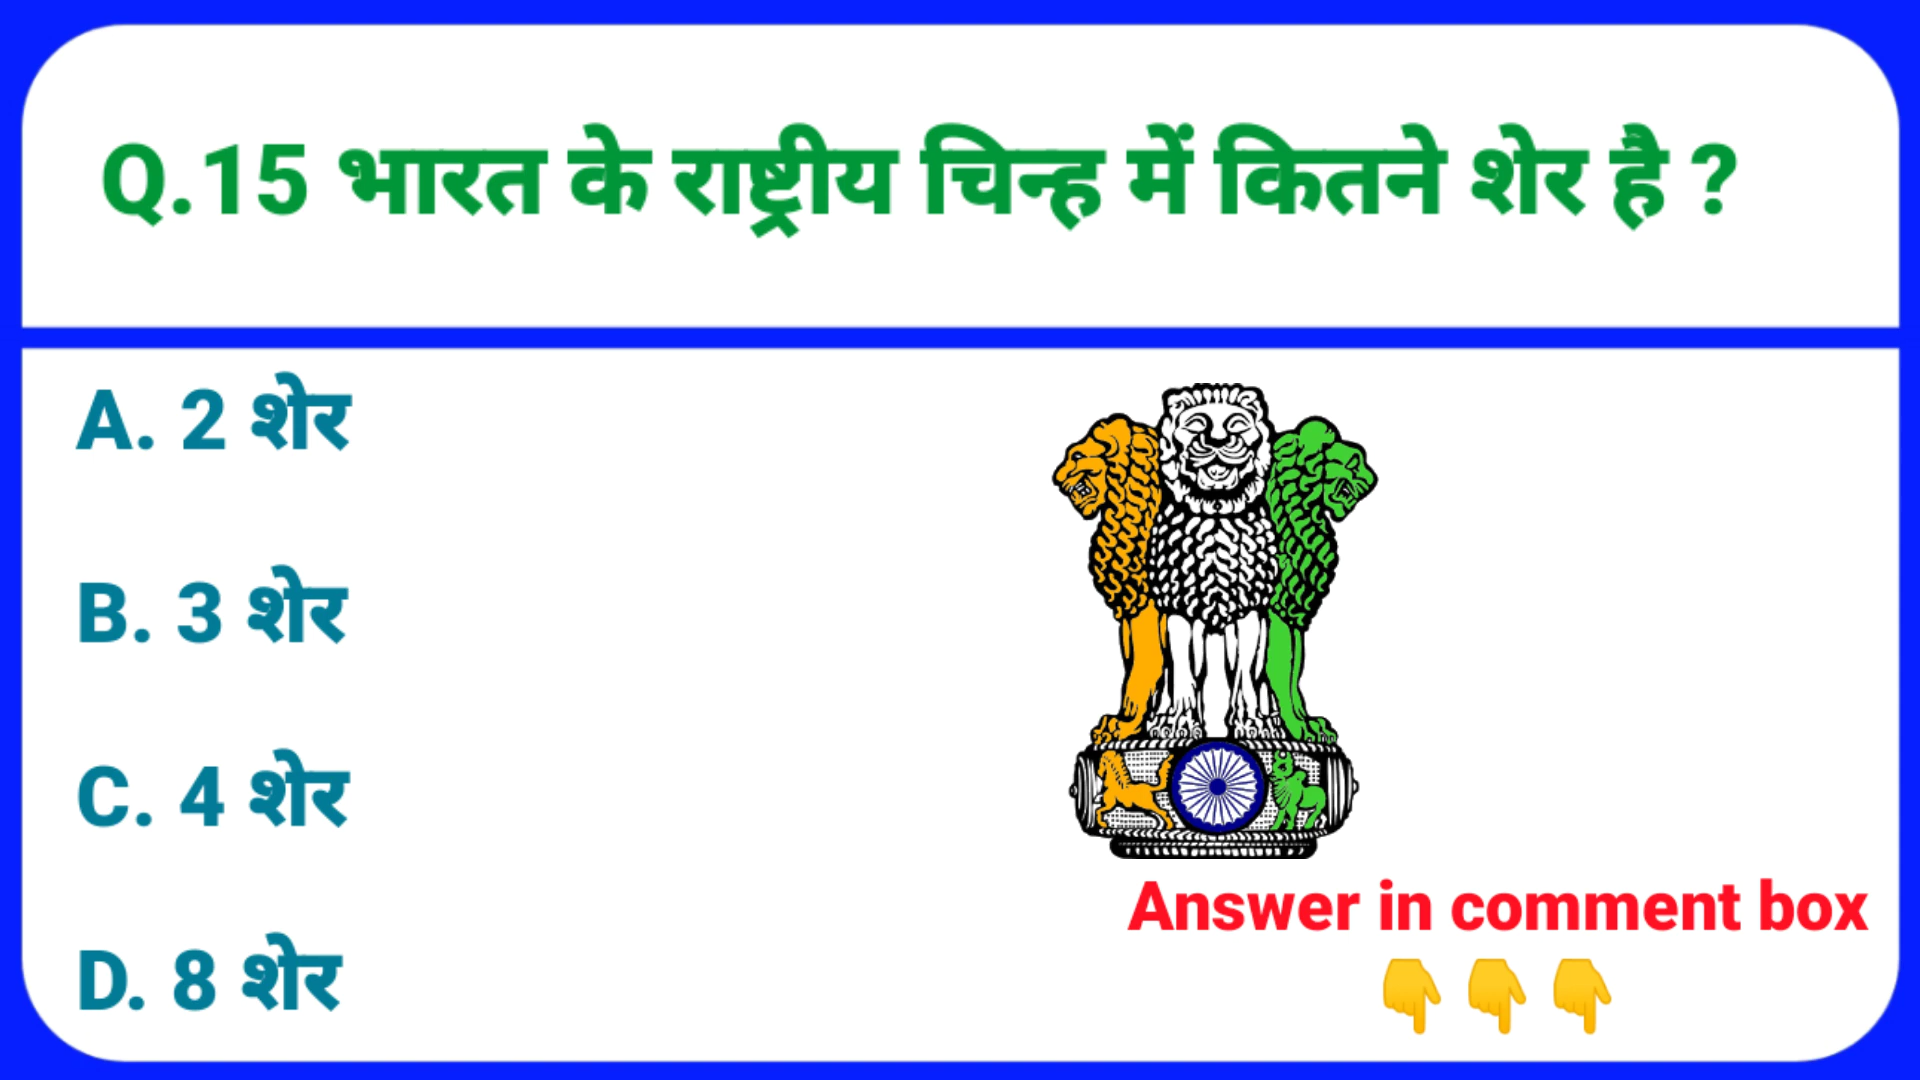 Q.15 भारत के राष्ट्रीय चिन्ह में कितने शेर है ?
A. 2 शेर
B. 3 शेर
C. 4 शेर
D. 8 शेर
Answer in comment box
👇👇👇